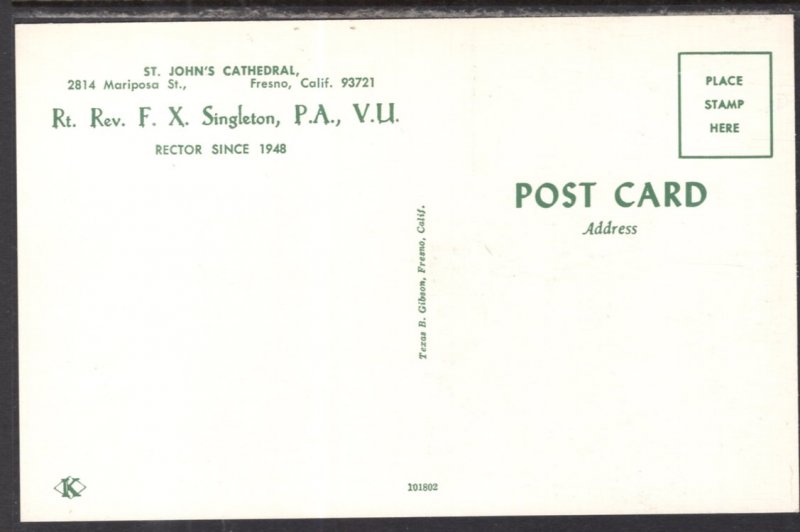 ST. JOHN'S CATHEDRAL,
2814 Mariposa St., Fresno, Calif. 93721
Rt. Rev. F. X. Singleton, P.A., V.U.
RECTOR SINCE 1948
Texas B. Gibson, Fresno, Calif.
PLACE
STAMP
HERE
POST CARD
Address
K
101802